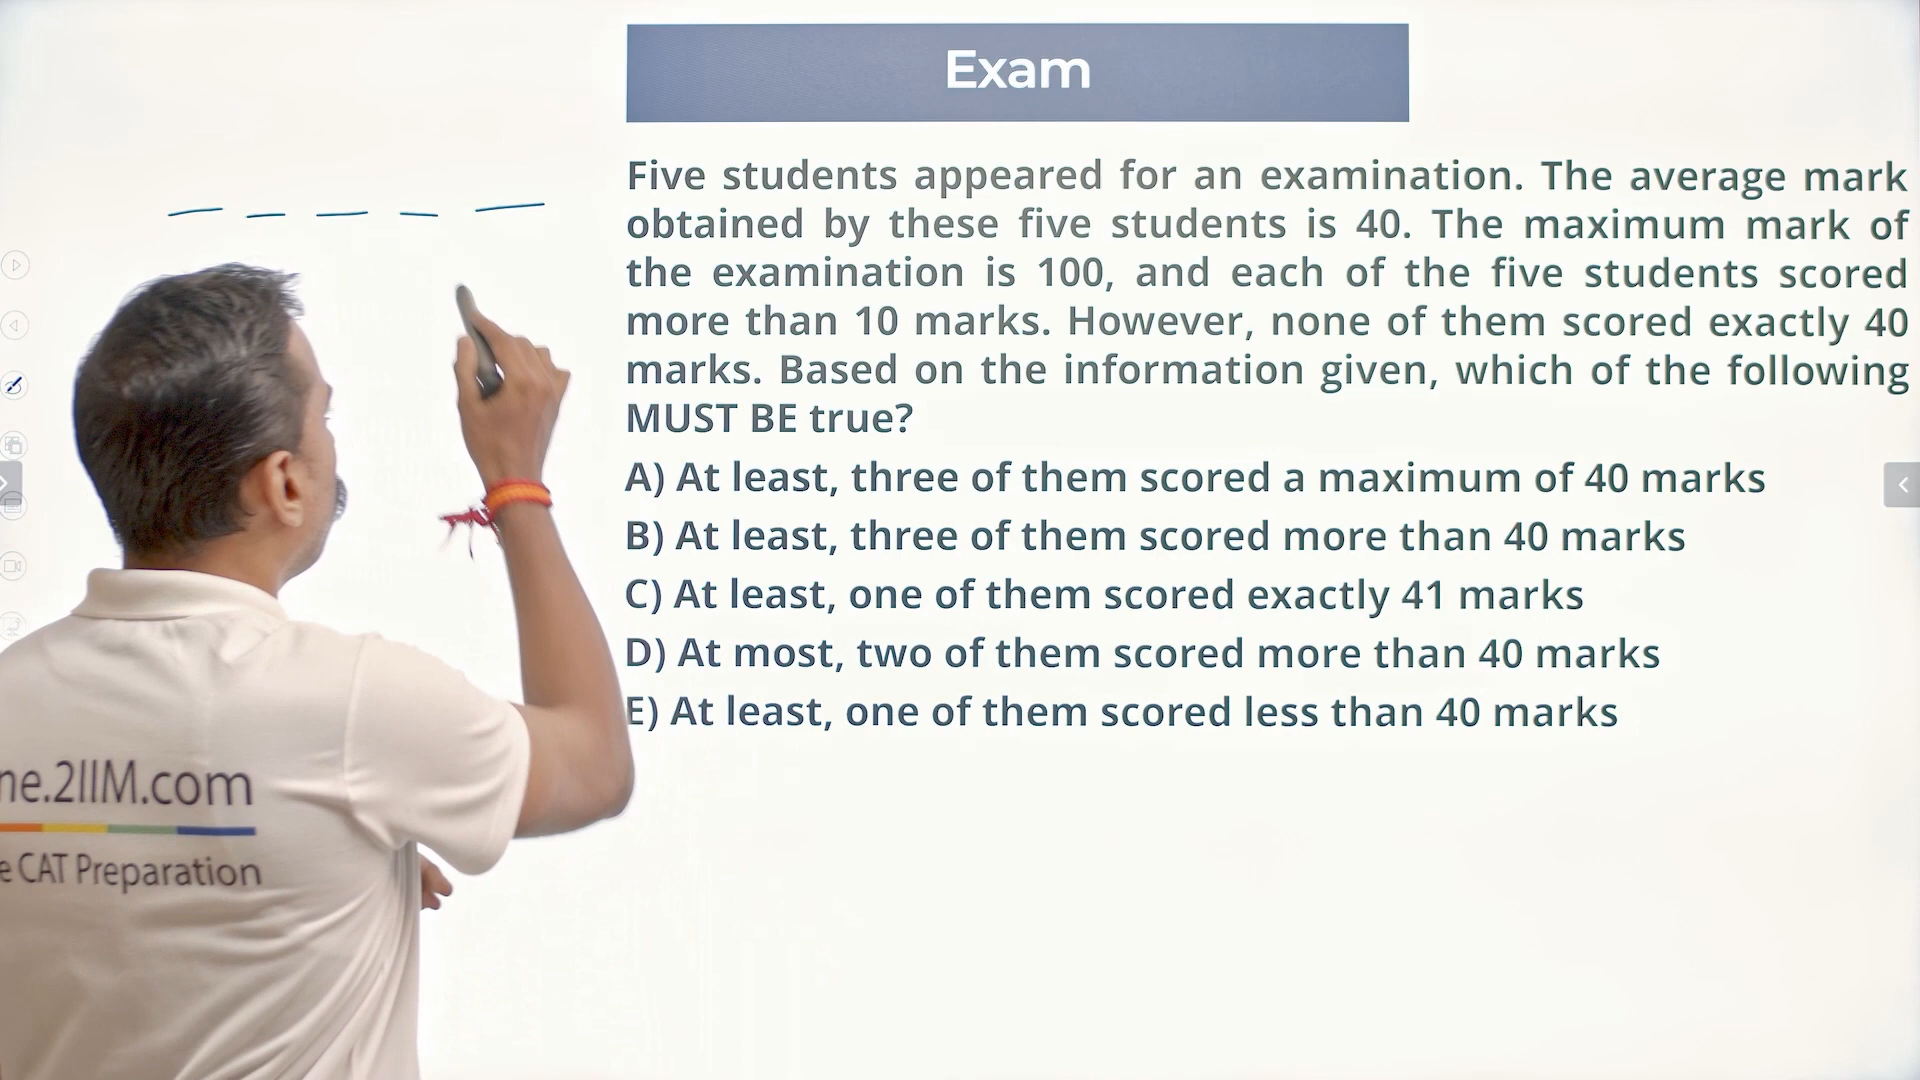 Exam
Five students appeared for an examination. The average mark
obtained by these five students is 40. The maximum mark of
the examination is 100, and each of the five students scored
more than 10 marks. However, none of them scored exactly 40
marks. Based on the information given, which of the following
MUST BE true?
A) At least, three of them scored a maximum of 40 marks
B) At least, three of them scored more than 40 marks
C) At least, one of them scored exactly 41 marks
D) At most, two of them scored more than 40 marks
E) At least, one of them scored less than 40 marks
ne.2IIM.com
e CAT Preparation